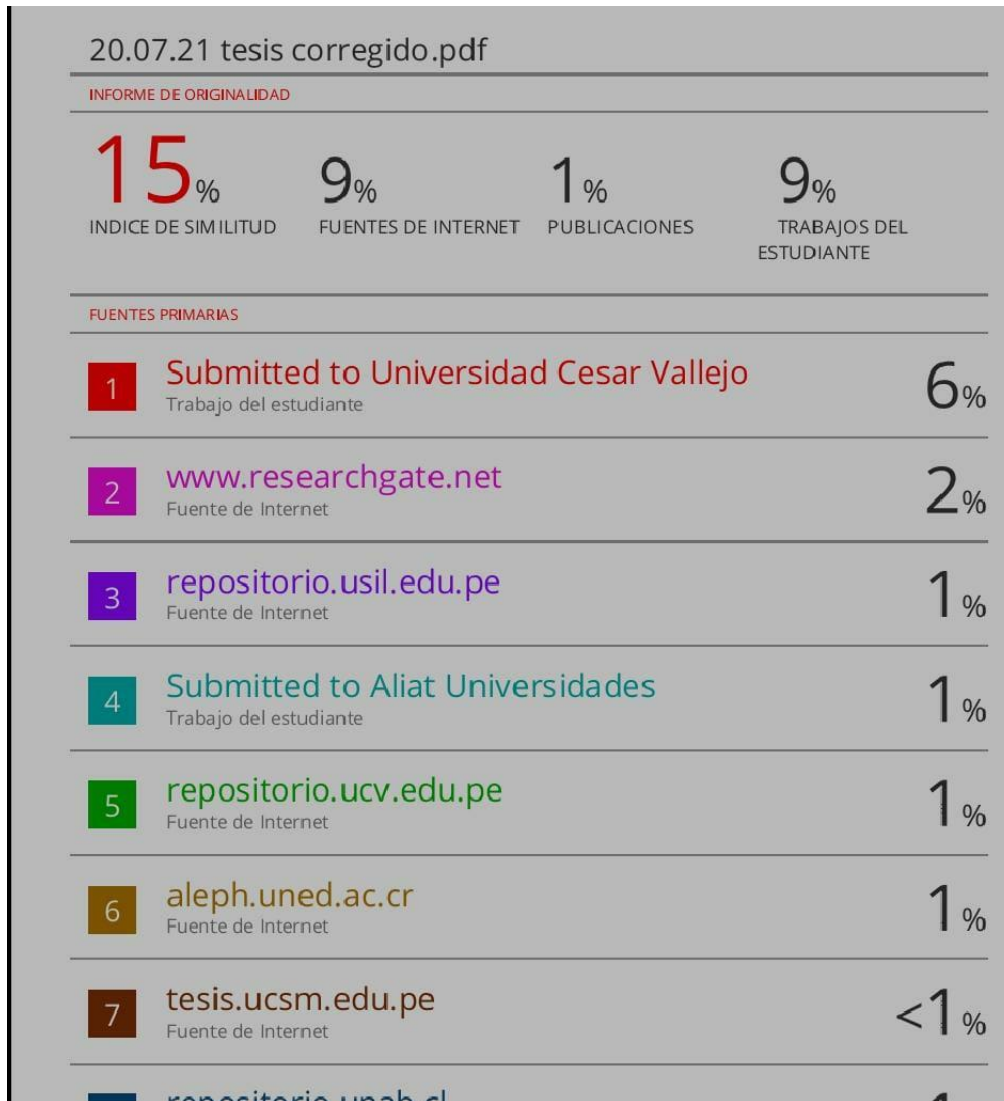 20.07.21 tesis corregido.pdf
INFORME DE ORIGINALIDAD
15% 9% 1% 9%
INDICE DE SIMILITUD FUENTES DE INTERNET PUBLICACIONES TRABAJOS DEL
ESTUDIANTE
FUENTES PRIMARIAS
1 Submitted to Universidad Cesar Vallejo 6%
Trabajo del estudiante
2 www.researchgate.net 2%
Fuente de Internet
3 repositorio.usil.edu.pe 1%
Fuente de Internet
4 Submitted to Aliat Universidades 1%
Trabajo del estudiante
5 repositorio.ucv.edu.pe 1%
Fuente de Internet
6 aleph.uned.ac.cr 1%
Fuente de Internet
7 tesis.ucsm.edu.pe <1%
Fuente de Internet
repositorio.unab.cl